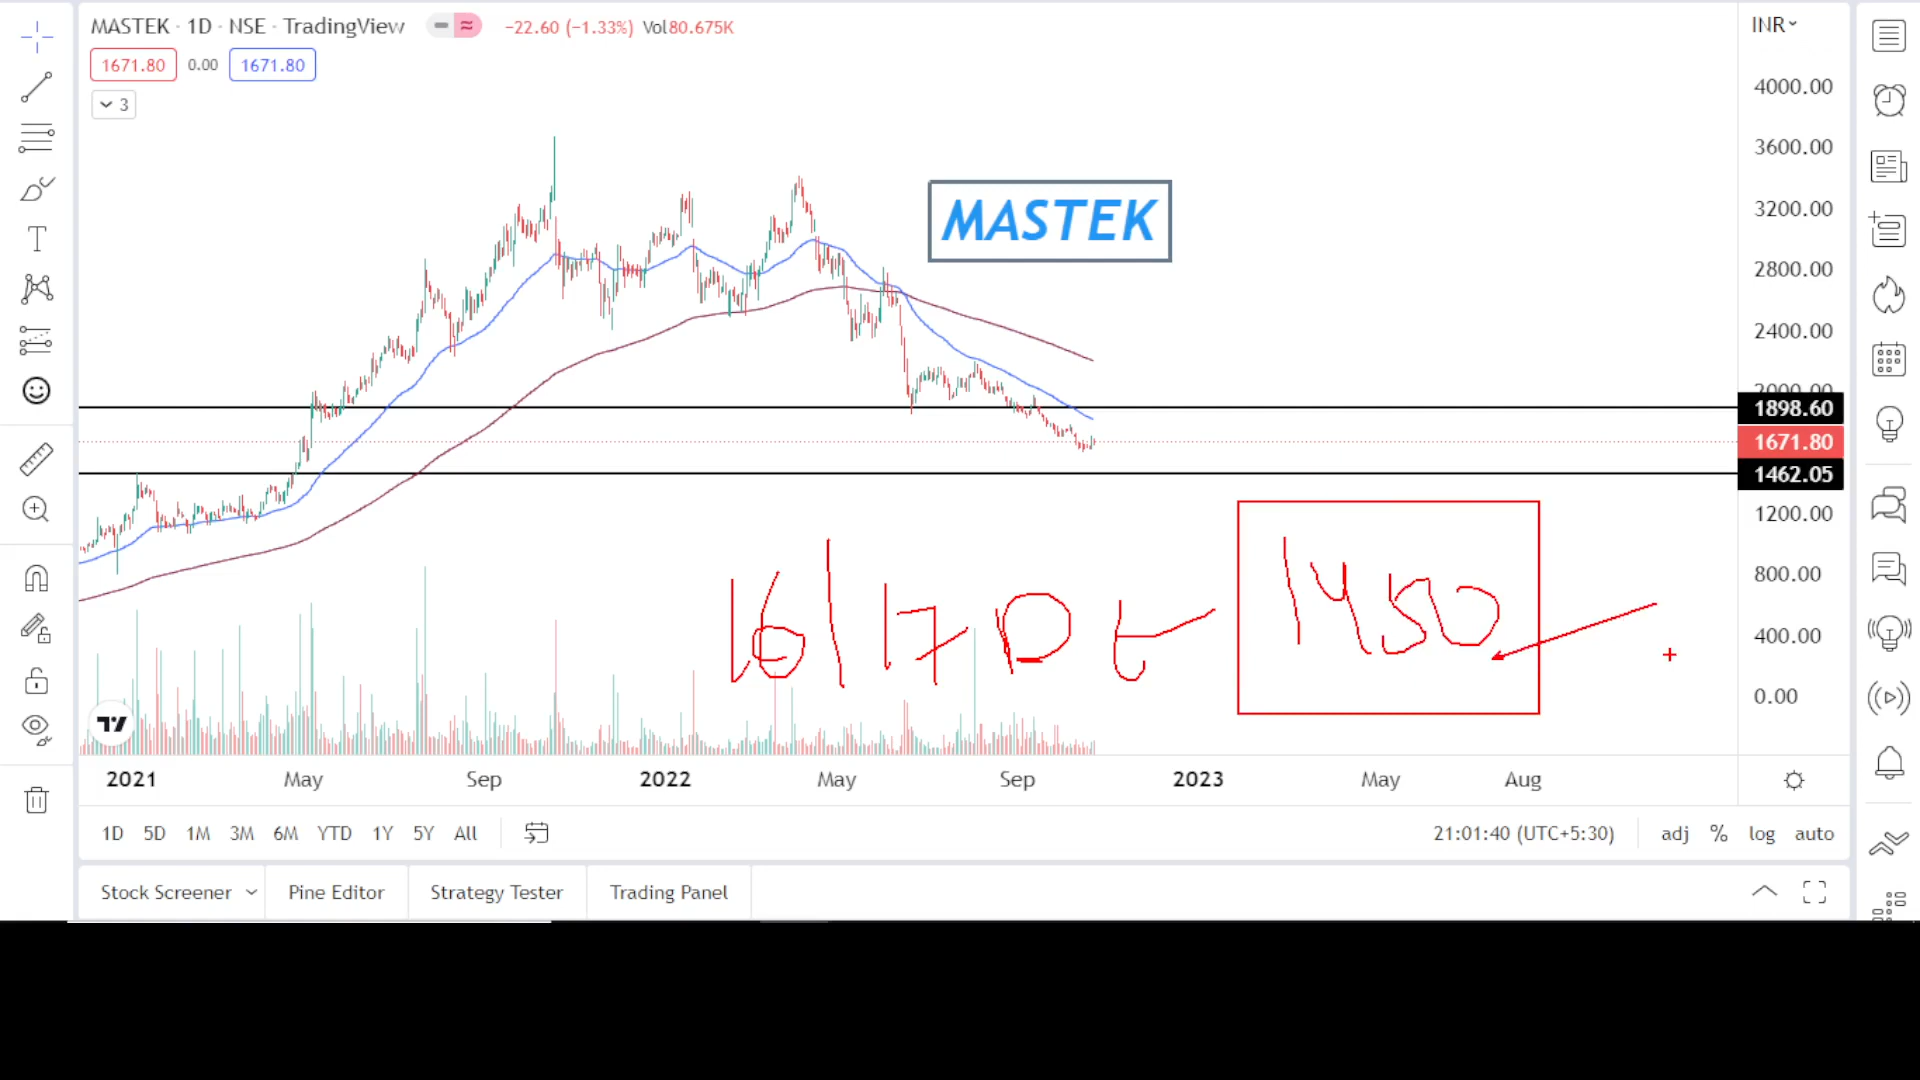 MASTEK · 1D · NSE · TradingView −22.60 (−1.33%) Vol80.675K INR
1671.80 0.00 1671.80
3
4000.00
3600.00
MASTEK
3200.00
2800.00
2400.00
2000.00
1898.60
1671.80
1462.05
1200.00
1450
800.00
400.00
0.00
2021 May Sep 2022 May Sep 2023 May Aug
1D 5D 1M 3M 6M YTD 1Y 5Y All 21:01:40 (UTC+5:30) adj % log auto
Stock Screener Pine Editor Strategy Tester Trading Panel